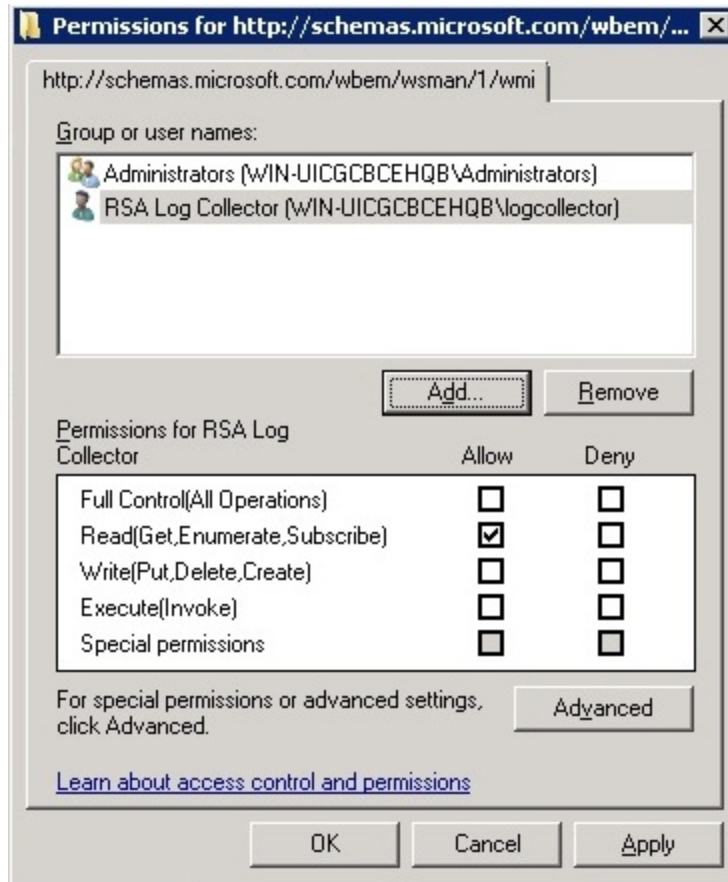 Permissions for http://schemas.microsoft.com/wbem/...
http://schemas.microsoft.com/wbem/wsman/1/wmi
Group or user names:
Administrators (WIN-UICGCBCEHQB\Administrators)
RSA Log Collector (WIN-UICGCBCEHQB\logcollector)
Add... Remove
Permissions for RSA Log
Collector Allow Deny
Full Control(All Operations)
Read(Get,Enumerate,Subscribe)
Write(Put,Delete,Create)
Execute(Invoke)
Special permissions
For special permissions or advanced settings,
click Advanced.
Advanced
Learn about access control and permissions
OK Cancel Apply